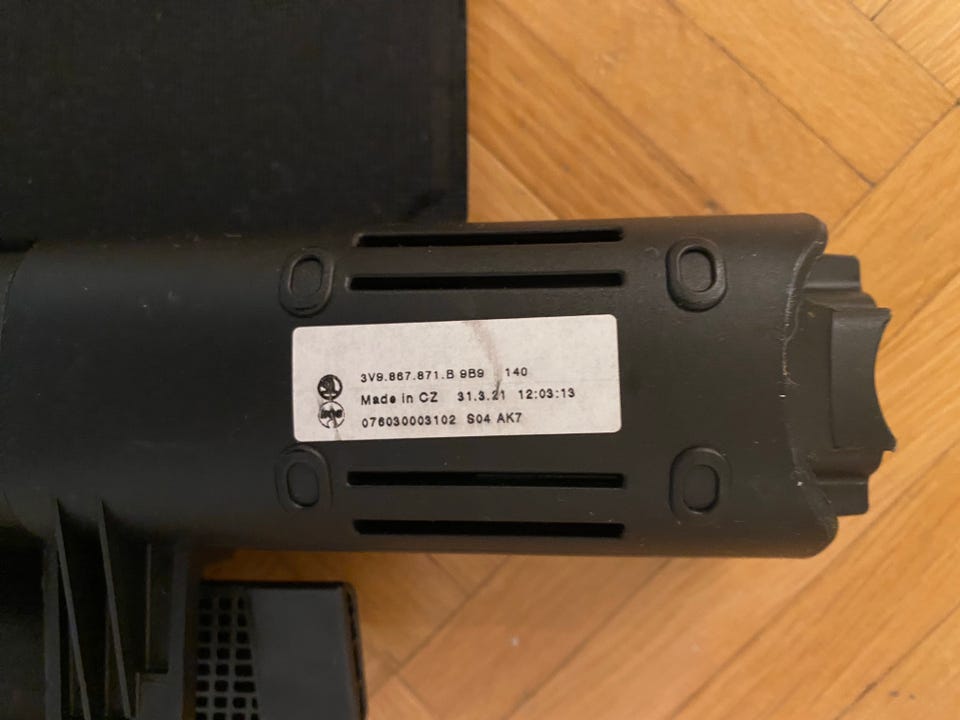 3V9.867.871.B 9B9 140
Made in CZ 31.3.21 12:03:13
076030003102 S04 AK7